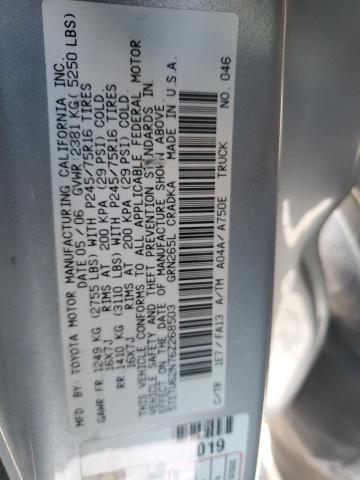 MFD. BY: TOYOTA MOTOR MANUFACTURING CALIFORNIA INC.
DATE 05/06 GVWR: 2381 KG ( 5250 LBS)
GAWR FR. 1249 KG (2755 LBS) WITH P245/75R16 TIRES
16X7J RIMS AT 200 KPA (29 PSI) COLD.
RR. 1410 KG (3110 LBS) WITH P245/75R16 TIRES
16X7J RIMS AT 200 KPA (29 PSI) COLD.
THIS VEHICLE CONFORMS TO ALL APPLICABLE FEDERAL MOTOR
VEHICLE SAFETY AND THEFT PREVENTION STANDARDS IN
EFFECT ON THE DATE OF MANUFACTURE SHOWN ABOVE.
5TETU62N76Z268503 GRN265L CRADKA MADE IN U.S.A.
C/TR 1E7/FA13 A/TM A04A/A750E TRUCK NO. 046
019